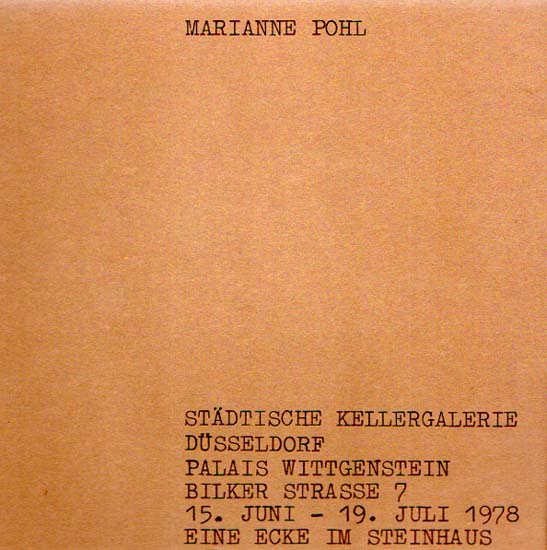 MARIANNE POHL
STÄDTISCHE KELLERGALERIE
DÜSSELDORF
PALAIS WITTGENSTEIN
BILKER STRASSE 7
15. JUNI - 19. JULI 1978
EINE ECKE IM STEINHAUS